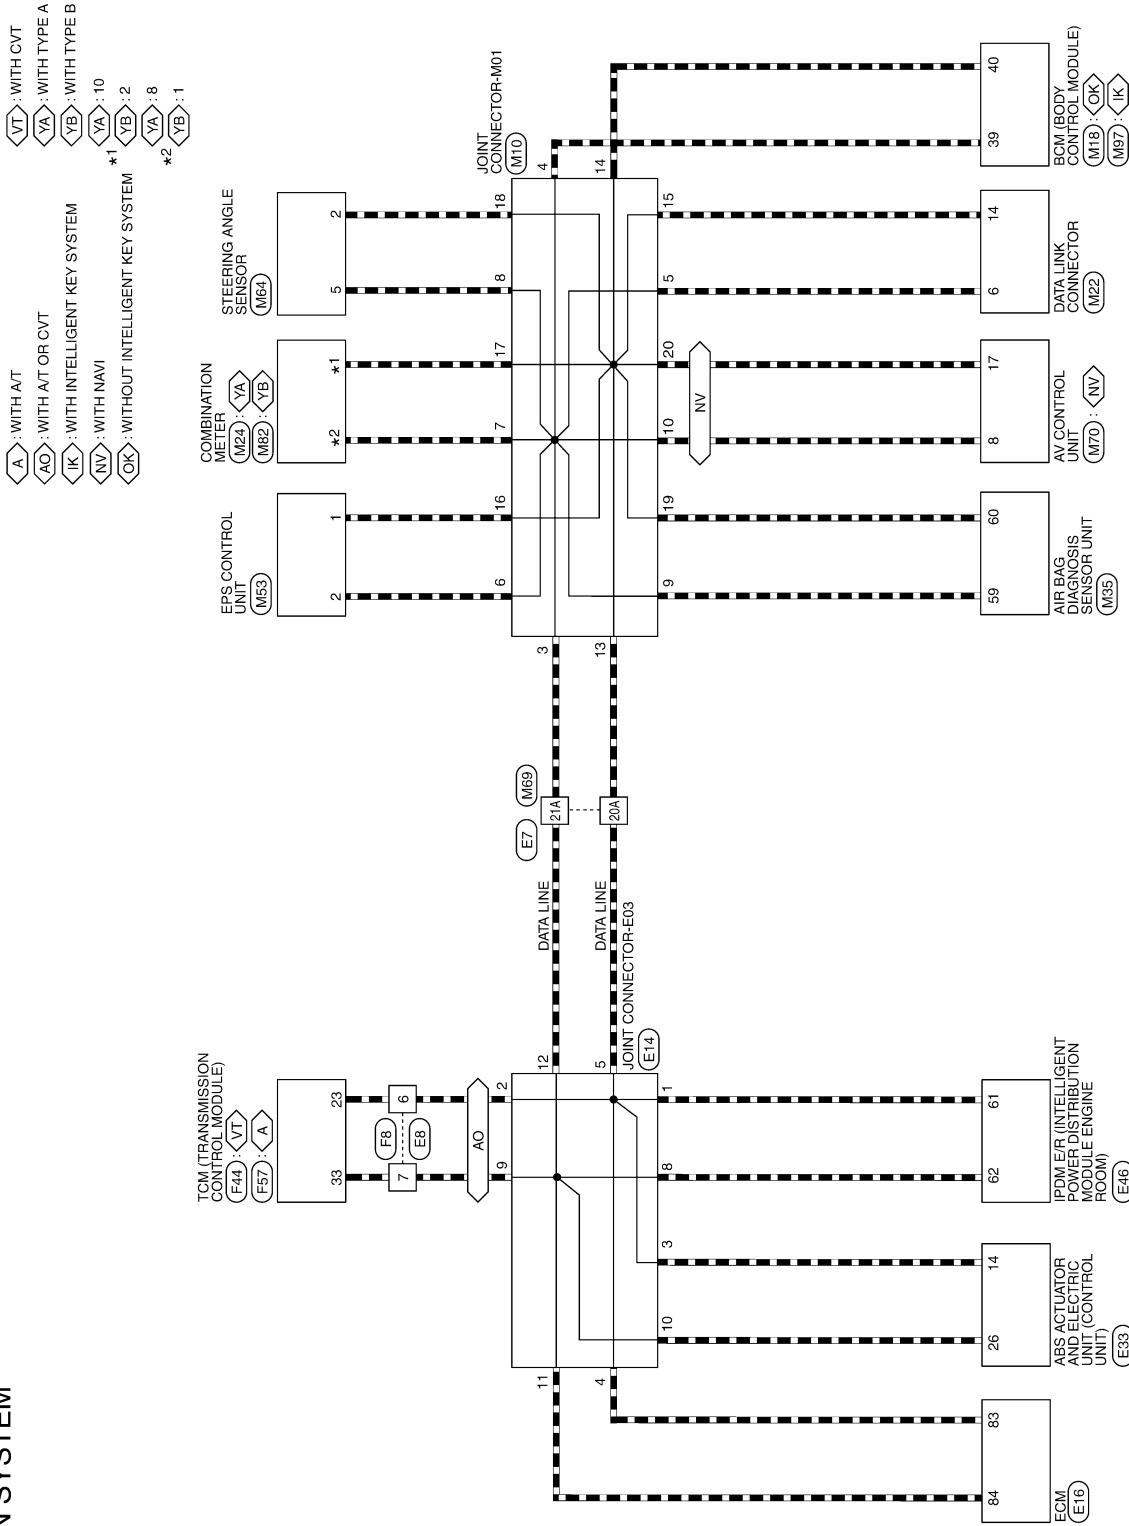 N SYSTEM
A : WITH A/T
AO : WITH A/T OR CVT
IK : WITH INTELLIGENT KEY SYSTEM
NV : WITH NAVI
OK : WITHOUT INTELLIGENT KEY SYSTEM
VT : WITH CVT
YA : WITH TYPE A
YB : WITH TYPE B
*1 YA : 10
YB : 2
*2 YA : 8
YB : 1
TCM (TRANSMISSION
CONTROL MODULE)
F44 : VT
F57 : A
33 23
F8
7 6
E8
AO
9 2
EPS CONTROL
UNIT
M53
2 1
6 16
COMBINATION
METER
M24 : YA
M82 : YB
*2 *1
7 17
STEERING ANGLE
SENSOR
M64
5 2
8 18
JOINT
CONNECTOR-M01
M10
4
14
11
4
12
5
DATA LINE
DATA LINE
E7 M69
21A
20A
3
13
JOINT CONNECTOR-E03
E14
10 3 8 1
9 19 10 20 5 15
NV
84 83
ECM
E16
26 14
ABS ACTUATOR
AND ELECTRIC
UNIT (CONTROL
UNIT)
E33
62 61
IPDM E/R (INTELLIGENT
POWER DISTRIBUTION
MODULE ENGINE
ROOM)
E46
59 60
AIR BAG
DIAGNOSIS
SENSOR UNIT
M35
8 17
AV CONTROL
UNIT
M70 : NV
6 14
DATA LINK
CONNECTOR
M22
39 40
BCM (BODY
CONTROL MODULE)
M18 : OK
M97 : IK